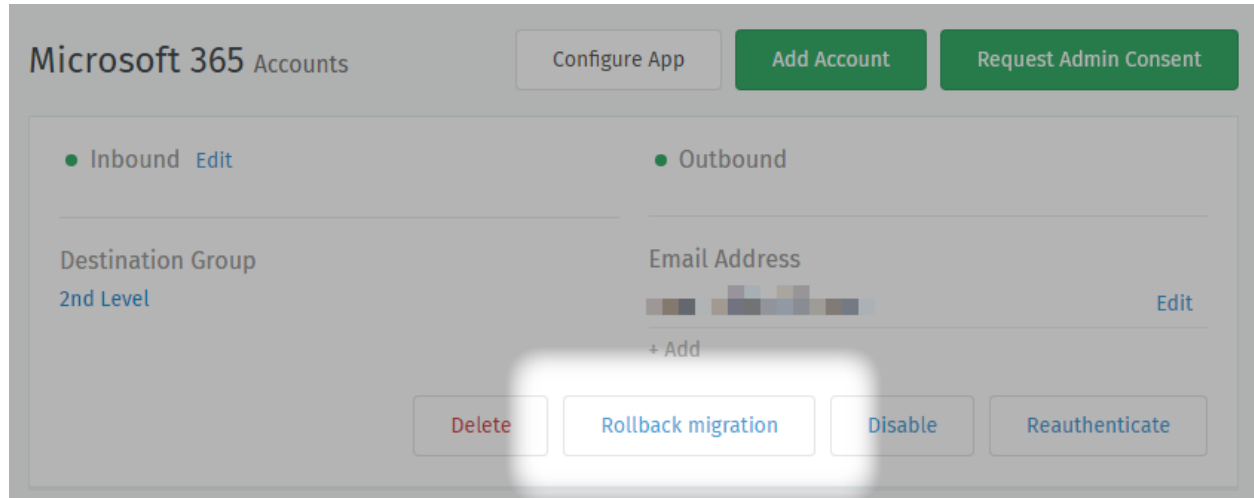 Microsoft 365 Accounts
Configure App
Add Account
Request Admin Consent
Inbound Edit
Outbound
Destination Group
2nd Level
Email Address
Edit
+ Add
Delete
Rollback migration
Disable
Reauthenticate